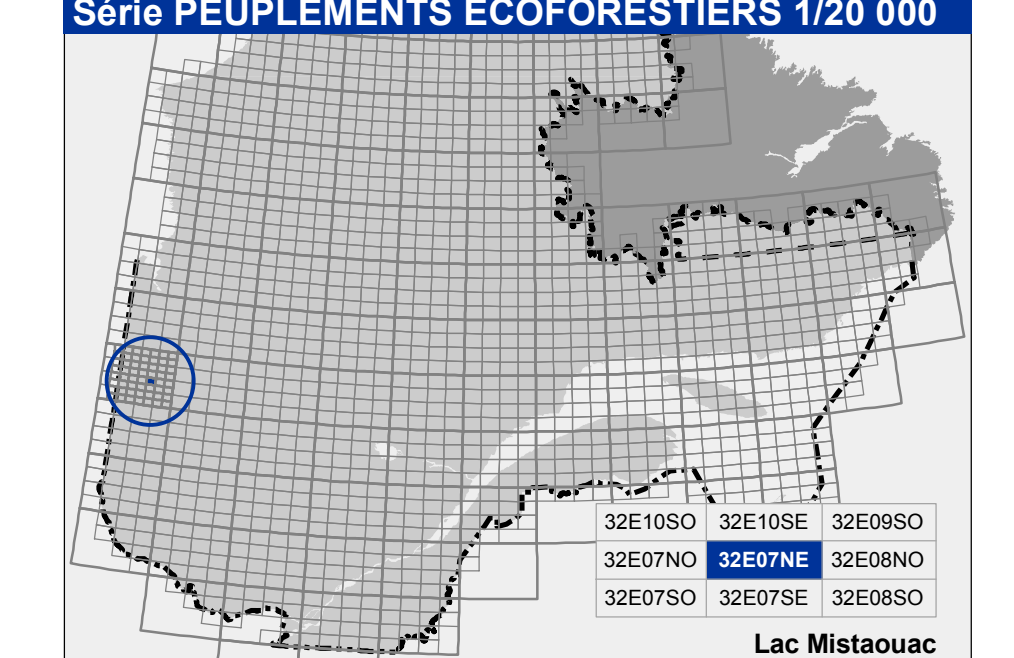 Série PEUPLEMENTS ÉCOFORESTIERS 1/20 000
32E10SO 32E10SE 32E09SO
32E07NO 32E07NE 32E08NO
32E07SO 32E07SE 32E08SO
Lac Mistaouac